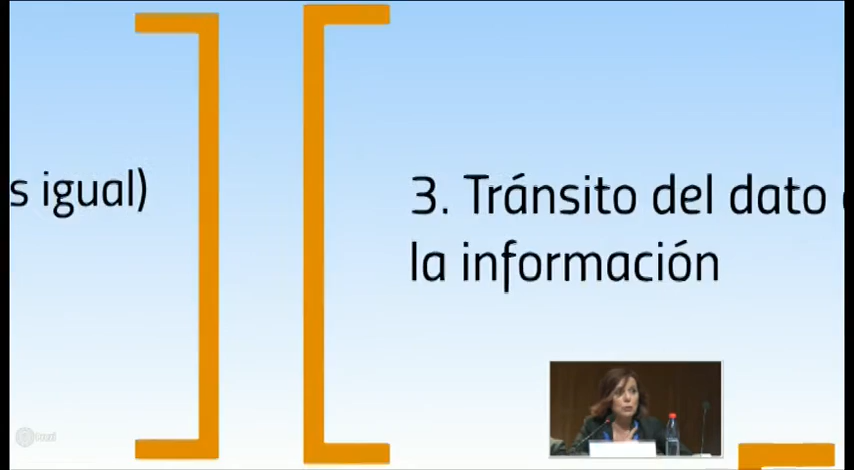 s igual)
3. Tránsito del dato
la información